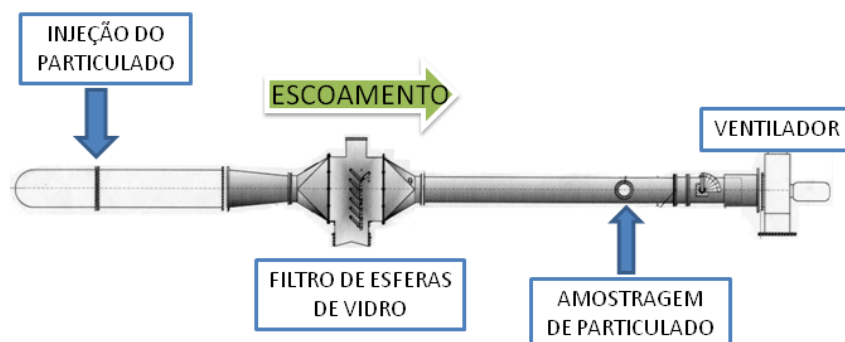 INJEÇÃO DO
PARTICULADO
ESCOAMENTO
VENTILADOR
FILTRO DE ESFERAS
DE VIDRO
AMOSTRAGEM
DE PARTICULADO